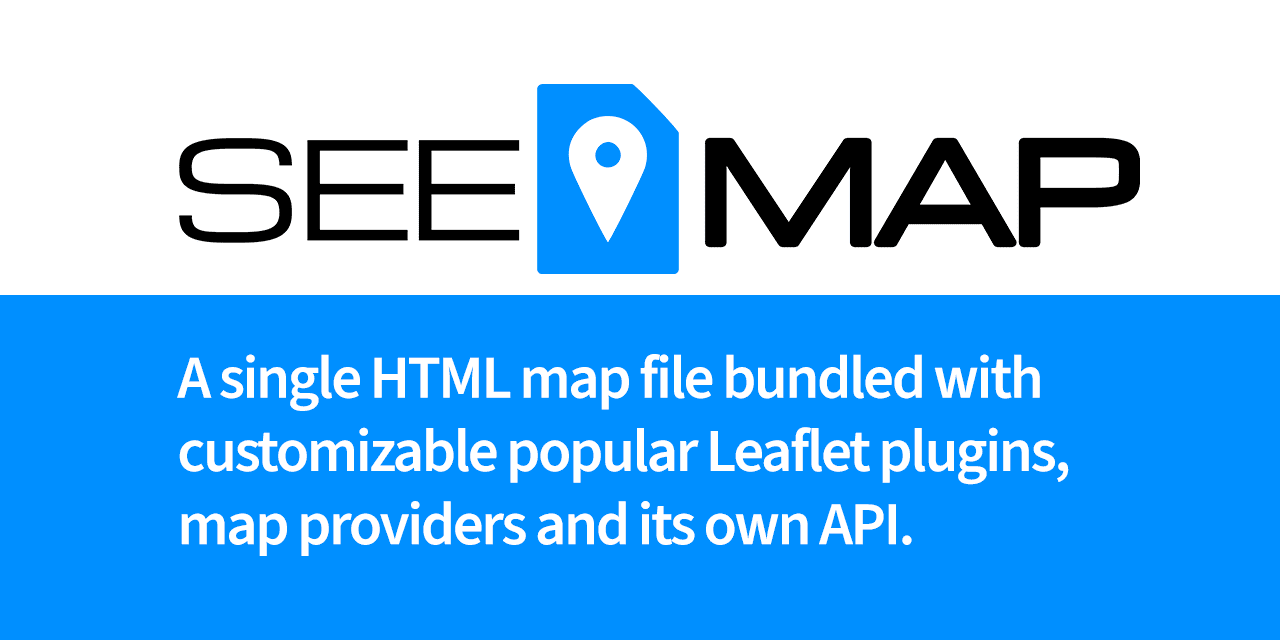 SEE MAP
A single HTML map file bundled with
customizable popular Leaflet plugins,
map providers and its own API.